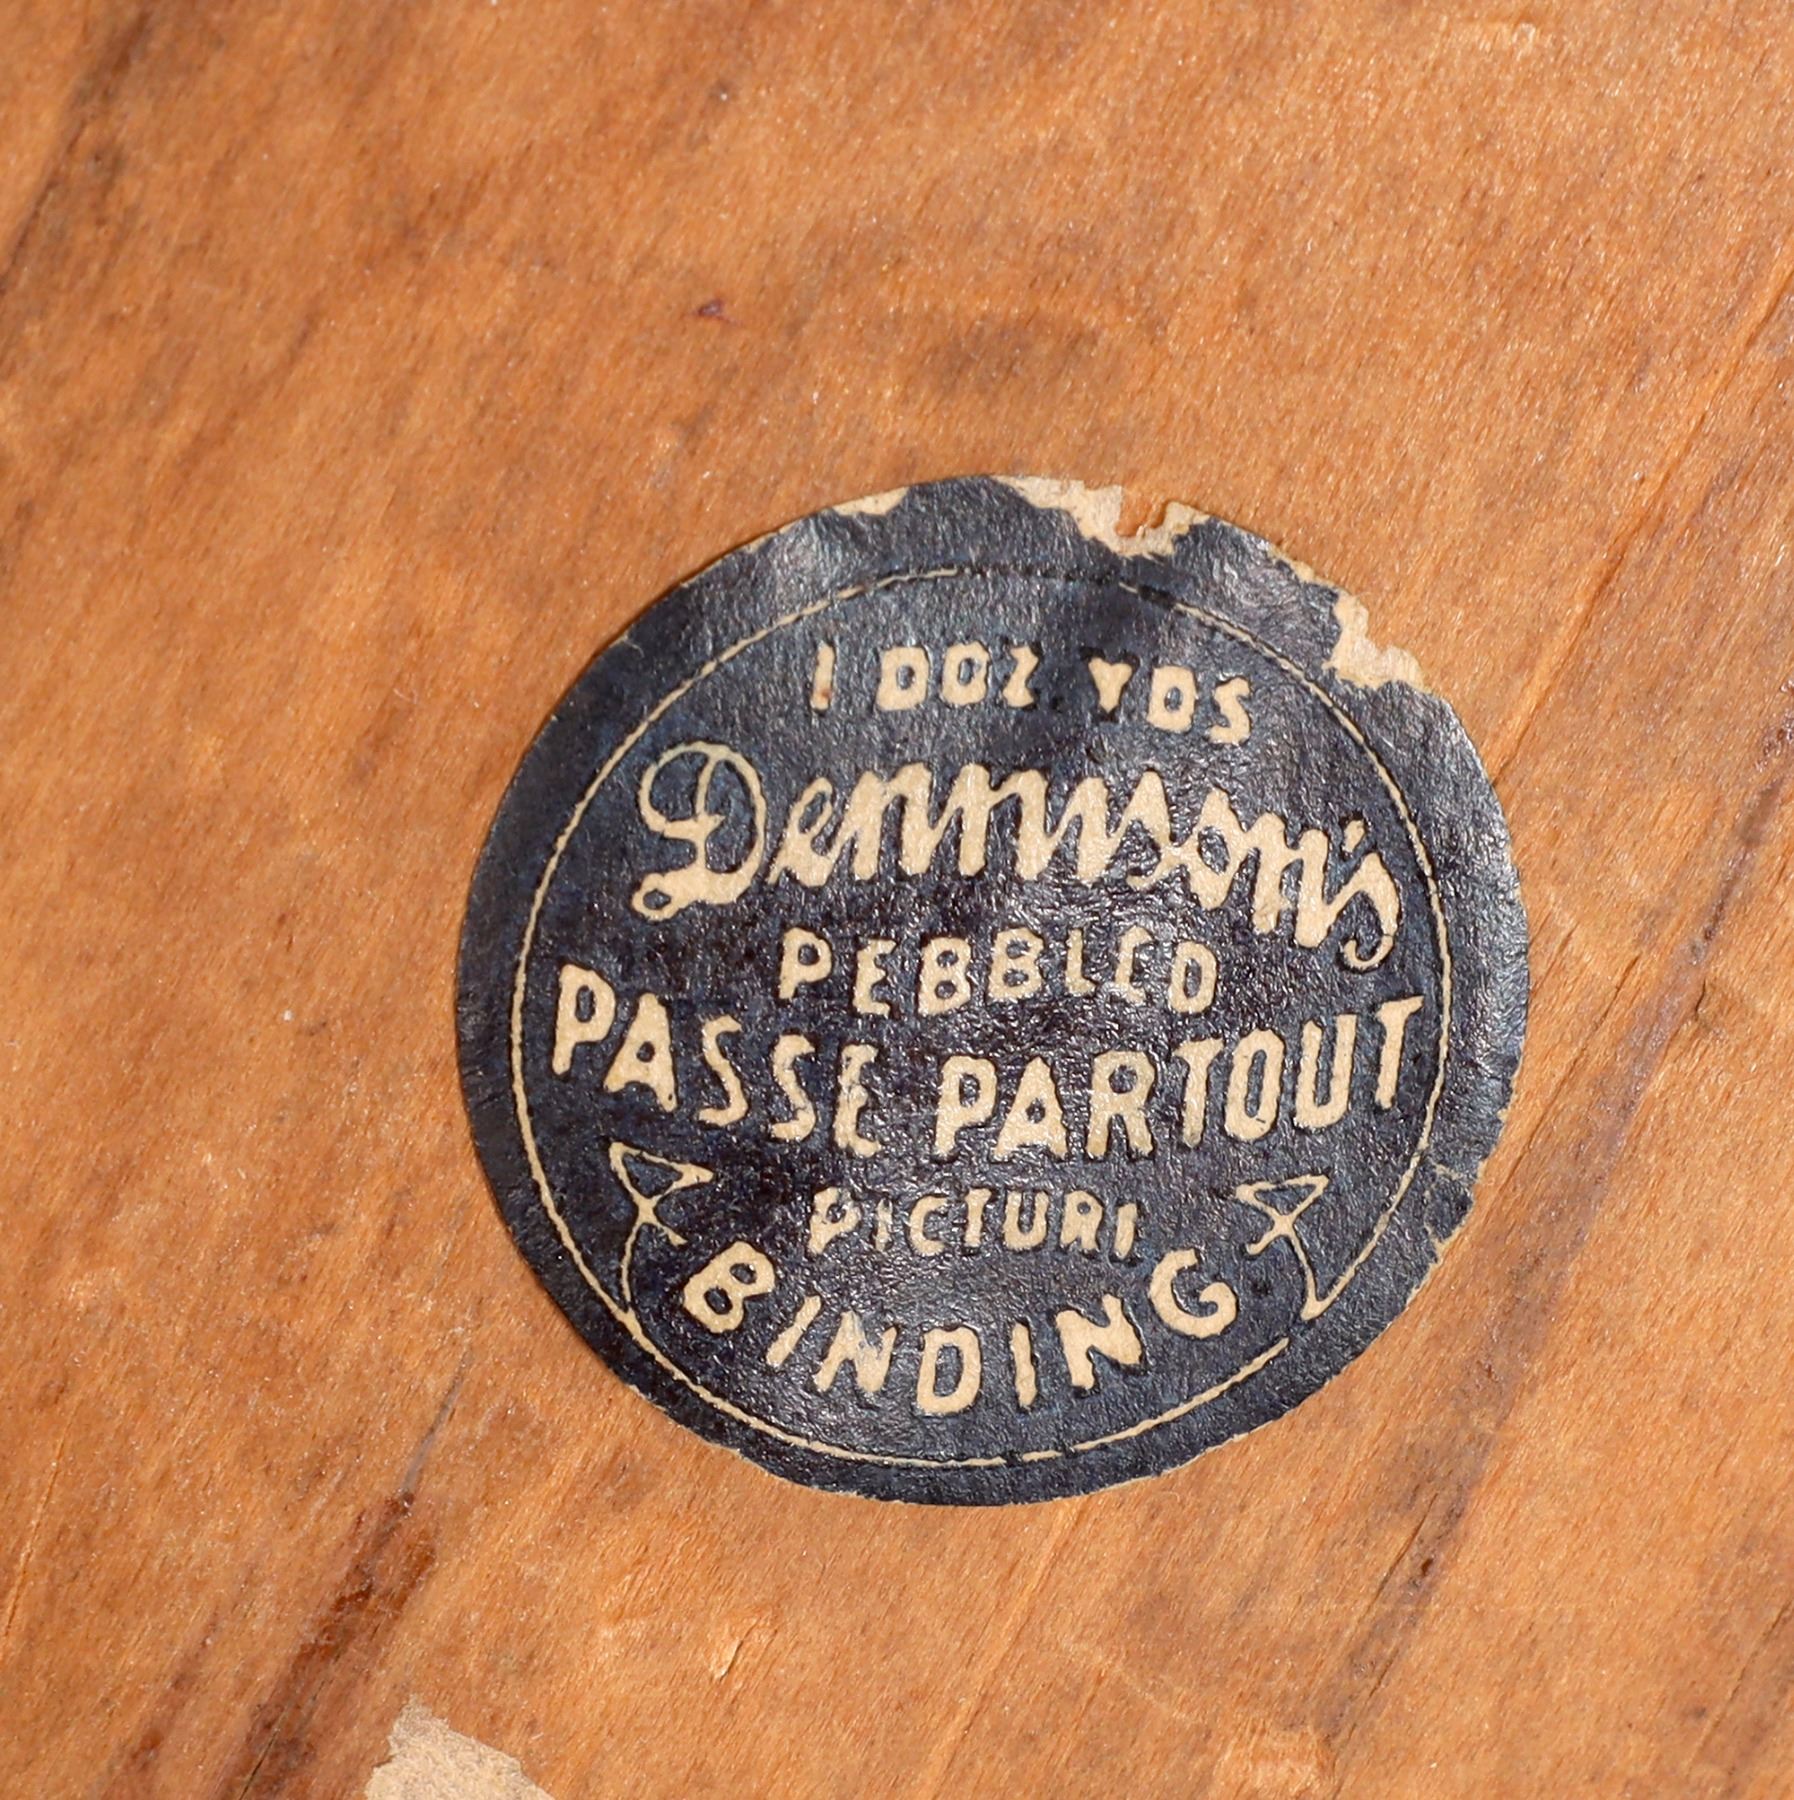 1 DOZ. YDS
Dennison's
PEBBLED
PASSE PARTOUT
PICTURE
BINDING